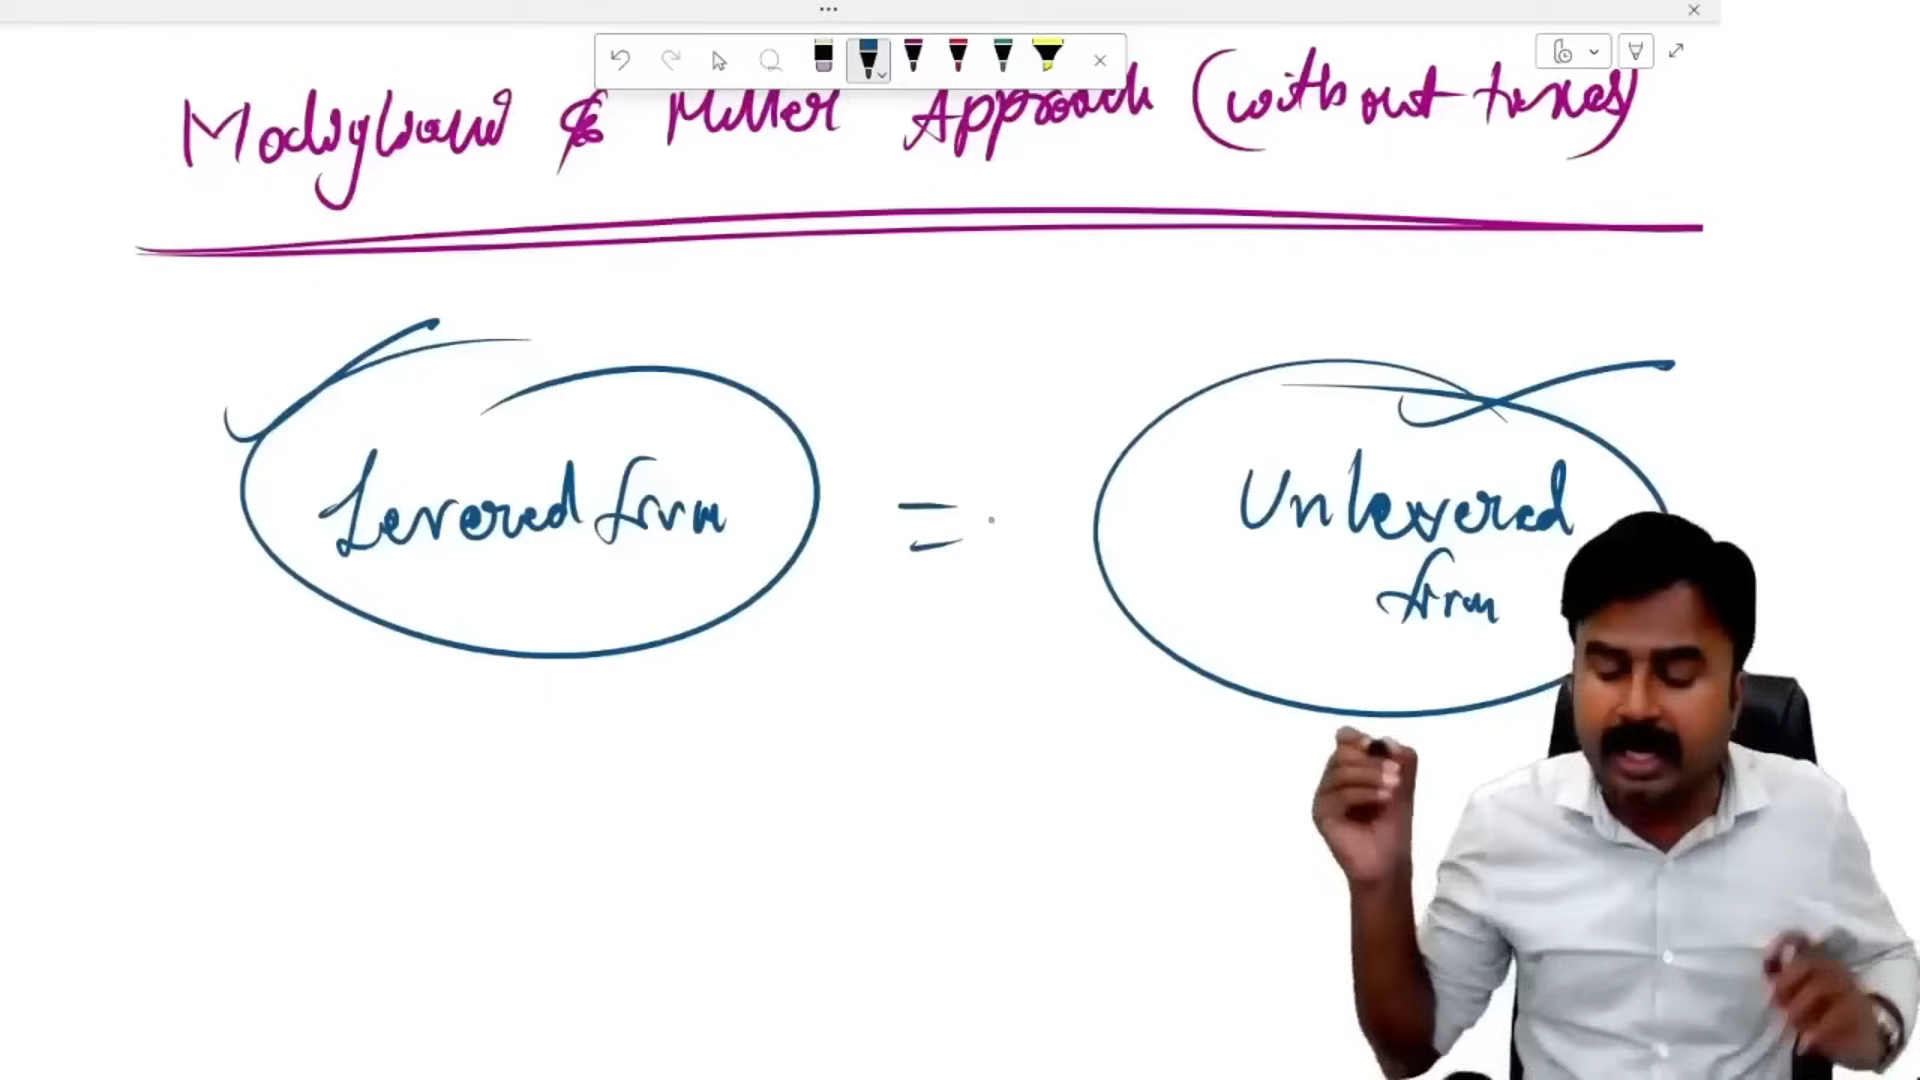 Modigliani & Miller Approach (without taxes)
Levered firm = Unlevered
firm